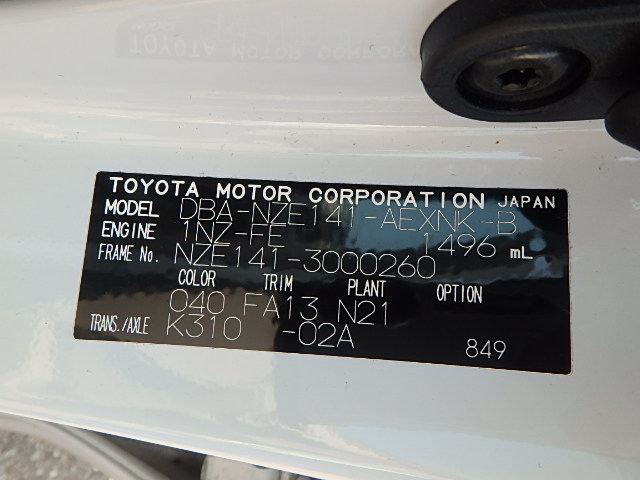 TOYOTA MOTOR CORPORATION JAPAN
MODEL DBA-NZE141-AEXNK-B
ENGINE 1NZ-FE 1496 mL
FRAME No. NZE141-3000260
COLOR TRIM PLANT OPTION
040 FA13 N21
TRANS./AXLE K310 -02A
849